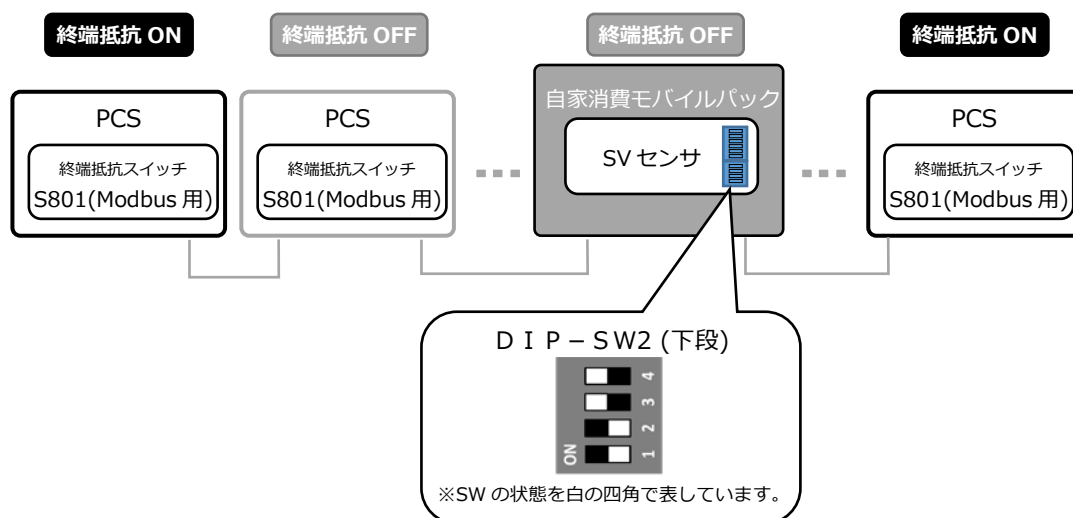 終端抵抗 ON
終端抵抗 OFF
終端抵抗 OFF
終端抵抗 ON
PCS
終端抵抗スイッチ
S801(Modbus 用)
PCS
終端抵抗スイッチ
S801(Modbus 用)
自家消費モバイルパック
SV センサ
PCS
終端抵抗スイッチ
S801(Modbus 用)
ＤＩＰ－ＳＷ2 (下段)
4
3
2
1
ON
※SW の状態を白の四角で表しています。